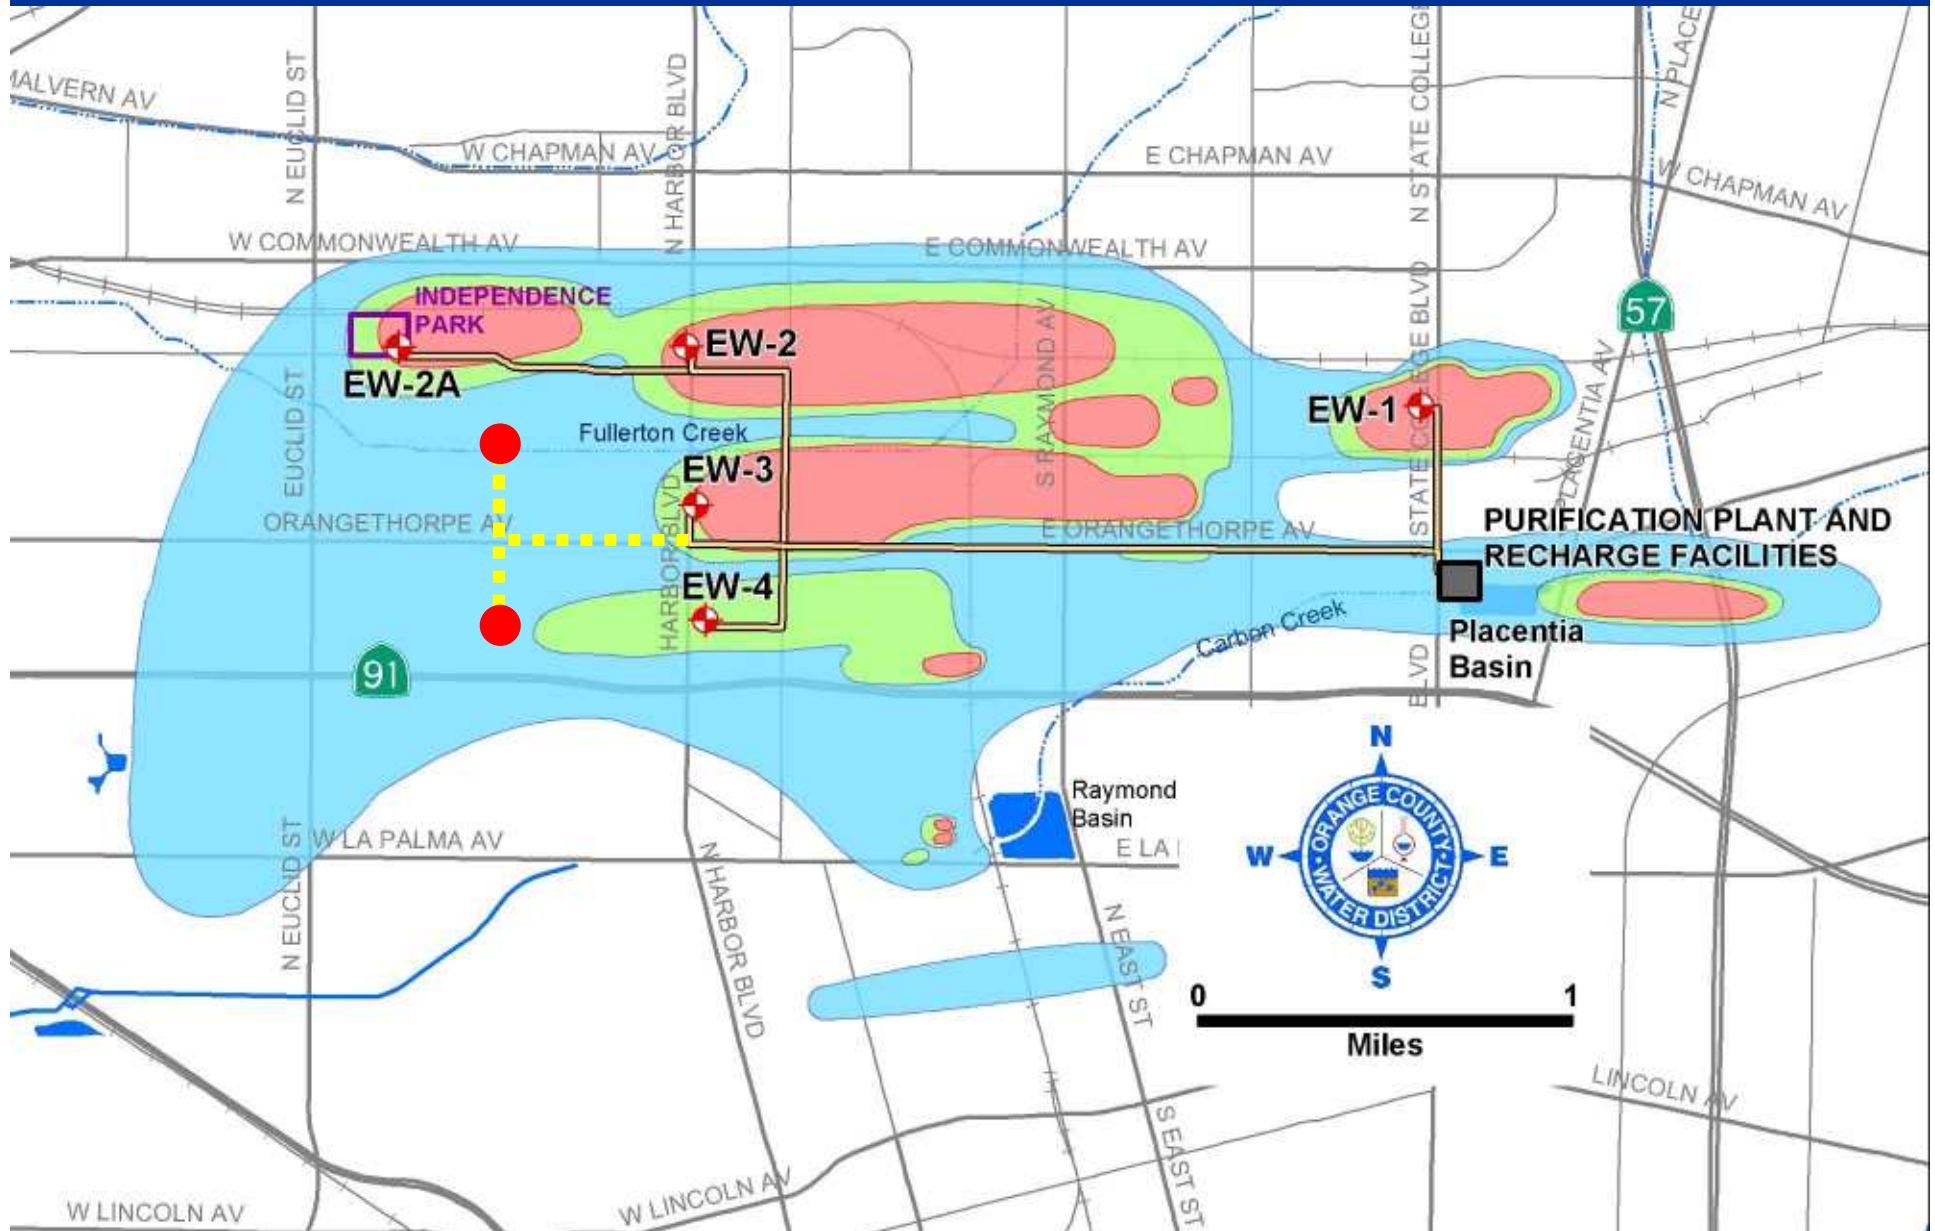 MALVERN AV
N EUCLID ST
N HARBOR BLVD
W CHAPMAN AV
E CHAPMAN AV
N STATE COLLEGE
N PLACE
W CHAPMAN AV
W COMMONWEALTH AV
E COMMONWEALTH AV
INDEPENDENCE
PARK
EW-2
EW-2A
S RAYMOND AV
BLVD
57
EW-1
PLACENTIA AV
EUCLID ST
Fullerton Creek
EW-3
HARBOR BLVD
S STATE COLLEGE BLVD
ORANGETHORPE AV
E ORANGETHORPE AV
PURIFICATION PLANT AND
RECHARGE FACILITIES
EW-4
Carbon Creek
Placentia
Basin
91
N
Raymond
Basin
W LA PALMA AV
E LA
N EUCLID ST
N HARBOR BLVD
N EAST ST
ORANGE COUNTY
WATER DISTRICT
W
E
S
0 1
Miles
LINCOLN AV
S EAST ST
W LINCOLN AV
W LINCOLN AV